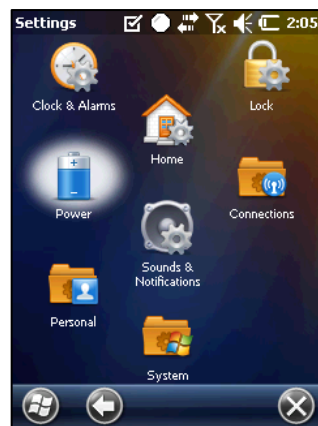 Settings 2:05
Clock & Alarms
Lock
Home
Power
Connections
Sounds &
Notifications
Personal
System